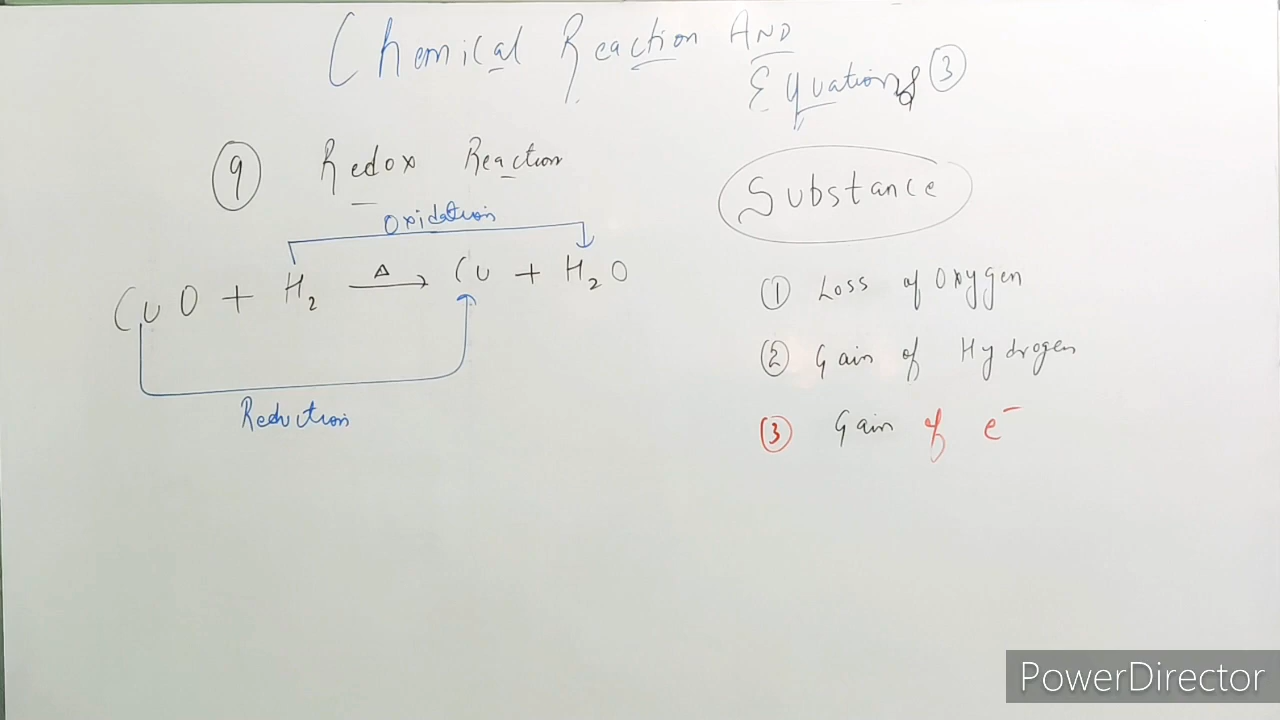 Chemical Reaction AND
Equations ③
⑨ Redox Reaction
Oxidation
CuO + H₂ →(Δ) Cu + H₂O
Reduction
Substance
① Loss of Oxygen
② Gain of Hydrogen
③ Gain of e⁻
PowerDirector